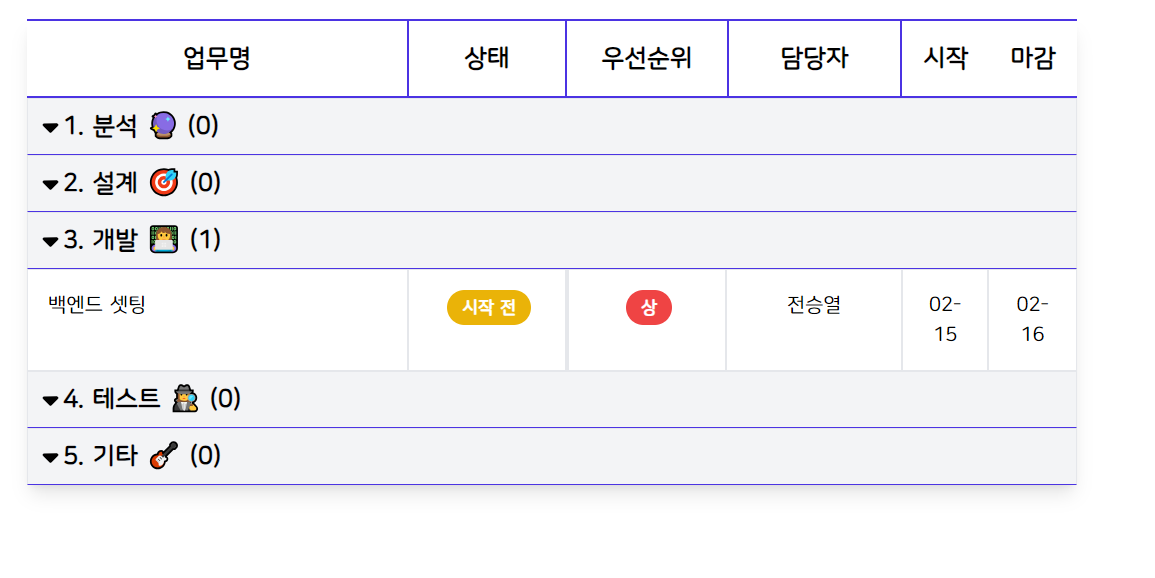 업무명 상태 우선순위 담당자 시작 마감
1. 분석 🔮 (0)
2. 설계 🎯 (0)
3. 개발 🧑‍💻 (1)
백엔드 셋팅 시작 전 상 전승열 02-15 02-16
4. 테스트 🕵️ (0)
5. 기타 🎸 (0)